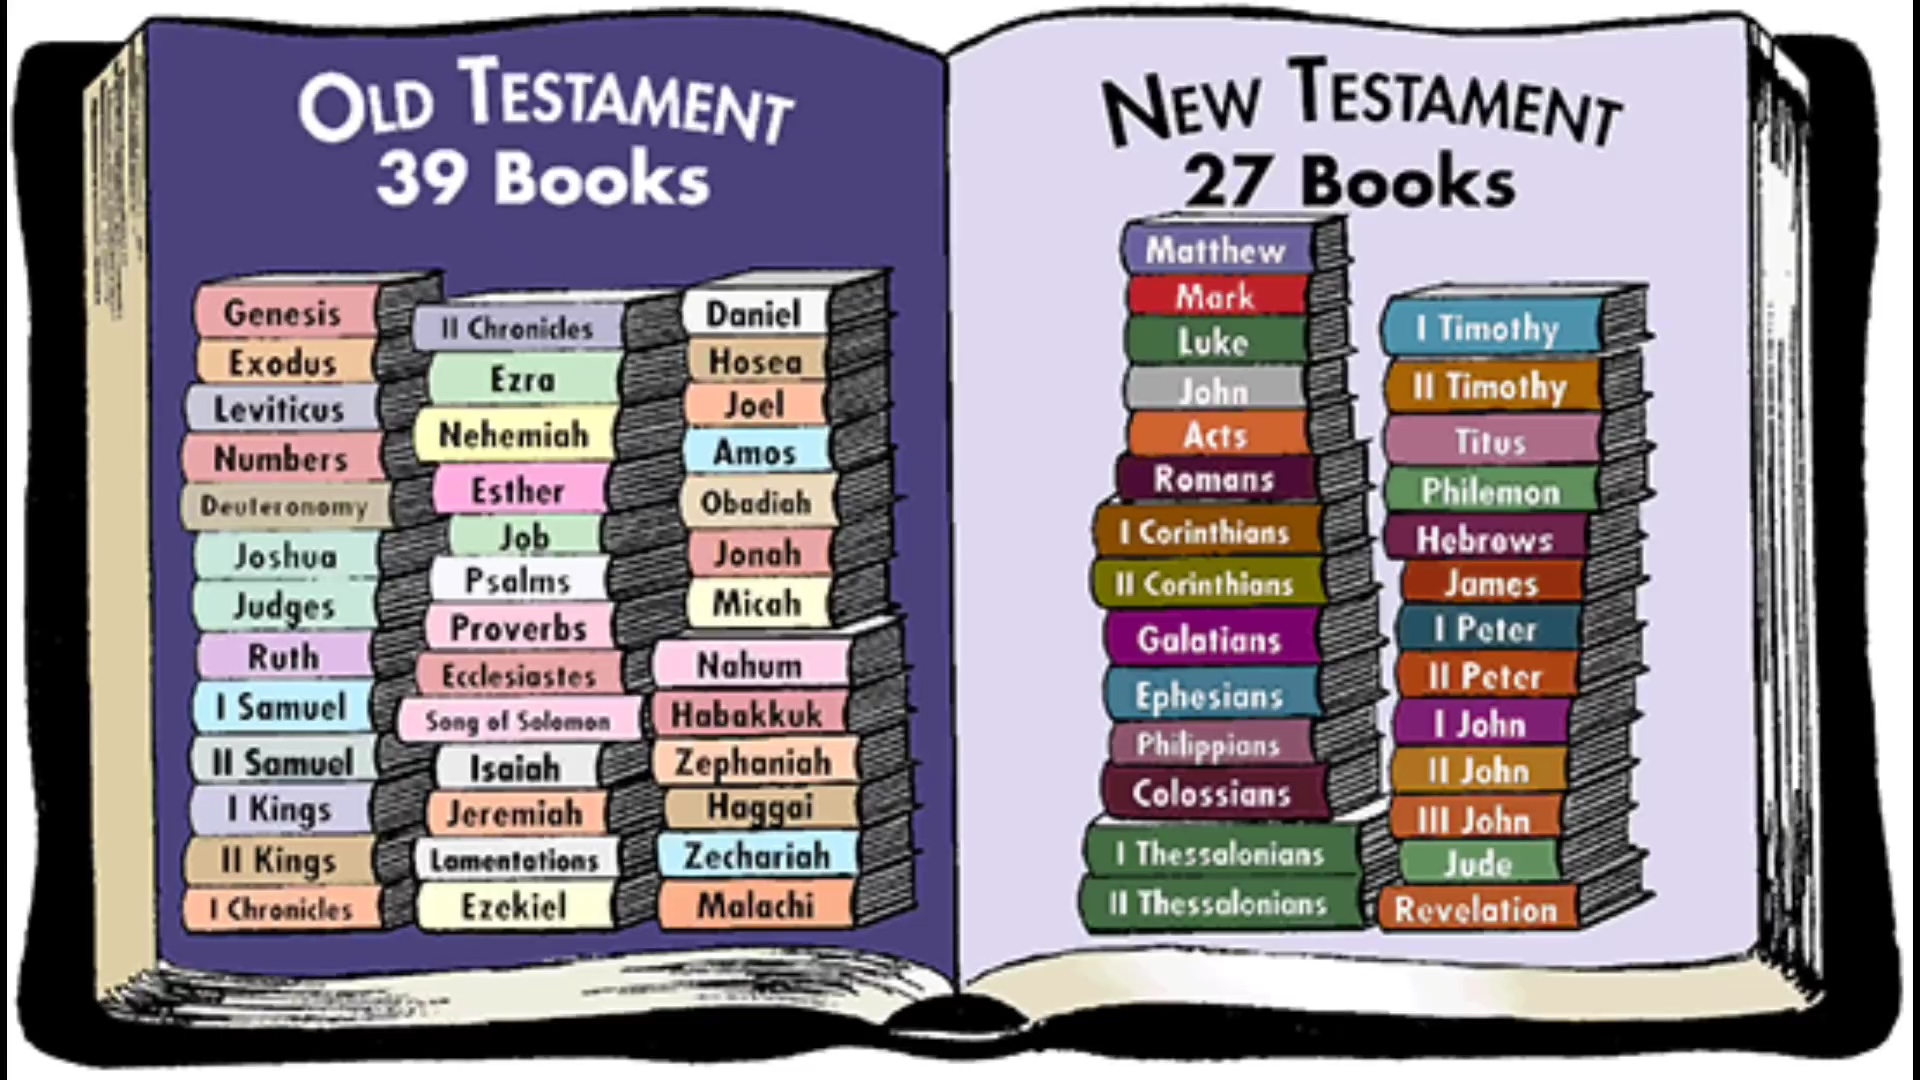 OLD TESTAMENT
39 Books
Genesis
Exodus
Leviticus
Numbers
Deuteronomy
Joshua
Judges
Ruth
I Samuel
II Samuel
I Kings
II Kings
I Chronicles
II Chronicles
Ezra
Nehemiah
Esther
Job
Psalms
Proverbs
Ecclesiastes
Song of Solomon
Isaiah
Jeremiah
Lamentations
Ezekiel
Daniel
Hosea
Joel
Amos
Obadiah
Jonah
Micah
Nahum
Habakkuk
Zephaniah
Haggai
Zechariah
Malachi
NEW TESTAMENT
27 Books
Matthew
Mark
Luke
John
Acts
Romans
I Corinthians
II Corinthians
Galatians
Ephesians
Philippians
Colossians
I Thessalonians
II Thessalonians
I Timothy
II Timothy
Titus
Philemon
Hebrews
James
I Peter
II Peter
I John
II John
III John
Jude
Revelation